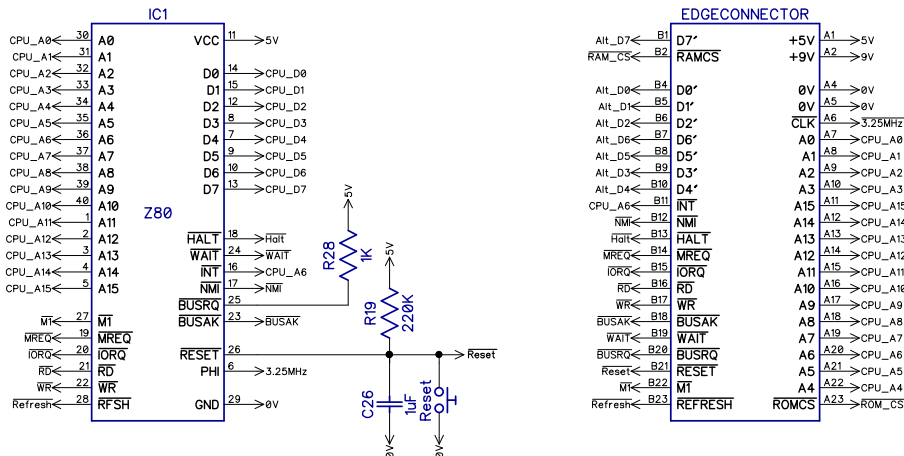 IC1
CPU_A0 30 A0 VCC 11 5V
CPU_A1 31 A1
CPU_A2 32 A2 D0 14 CPU_D0
CPU_A3 33 A3 D1 15 CPU_D1
CPU_A4 34 A4 D2 12 CPU_D2
CPU_A5 35 A5 D3 8 CPU_D3
CPU_A6 36 A6 D4 7 CPU_D4
CPU_A7 37 A7 D5 9 CPU_D5
CPU_A8 38 A8 D6 10 CPU_D6
CPU_A9 39 A9 D7 13 CPU_D7
CPU_A10 40 A10
CPU_A11 1 A11
Z80
CPU_A12 2 A12 HALT 18 Halt
CPU_A13 3 A13 WAIT 24 WAIT
CPU_A14 4 A14 INT 16 CPU_A6
CPU_A15 5 A15 NMI 17 NMI
BUSRQ 25
M1 27 M1 BUSAK 23 BUSAK
MREQ 19 MREQ
IORQ 20 IORQ RESET 26 Reset
RD 21 RD PHI 6 3.25MHz
WR 22 WR
Refresh 28 RFSH GND 29 0V
5V
R28
1K
5V
R19
220K
C26
1uF
0V
Reset
0V
EDGECONNECTOR
Alt_D7 B1 D7' +5V A1 5V
RAM_CS B2 RAMCS +9V A2 9V
Alt_D0 B4 D0' 0V A4 0V
Alt_D1 B5 D1' 0V A5 0V
Alt_D2 B6 D2' CLK A6 3.25MHz
Alt_D6 B7 D6' A0 A7 CPU_A0
Alt_D5 B8 D5' A1 A8 CPU_A1
Alt_D3 B9 D3' A2 A9 CPU_A2
Alt_D4 B10 D4' A3 A10 CPU_A3
CPU_A6 B11 INT A15 A11 CPU_A15
NMI B12 NMI A14 A12 CPU_A14
Halt B13 HALT A13 A13 CPU_A13
MREQ B14 MREQ A12 A14 CPU_A12
IORQ B15 IORQ A11 A15 CPU_A11
RD B16 RD A10 A16 CPU_A10
WR B17 WR A9 A17 CPU_A9
BUSAK B18 BUSAK A8 A18 CPU_A8
WAIT B19 WAIT A7 A19 CPU_A7
BUSRQ B20 BUSRQ A6 A20 CPU_A6
Reset B21 RESET A5 A21 CPU_A5
M1 B22 M1 A4 A22 CPU_A4
Refresh B23 REFRESH ROMCS A23 ROM_CS